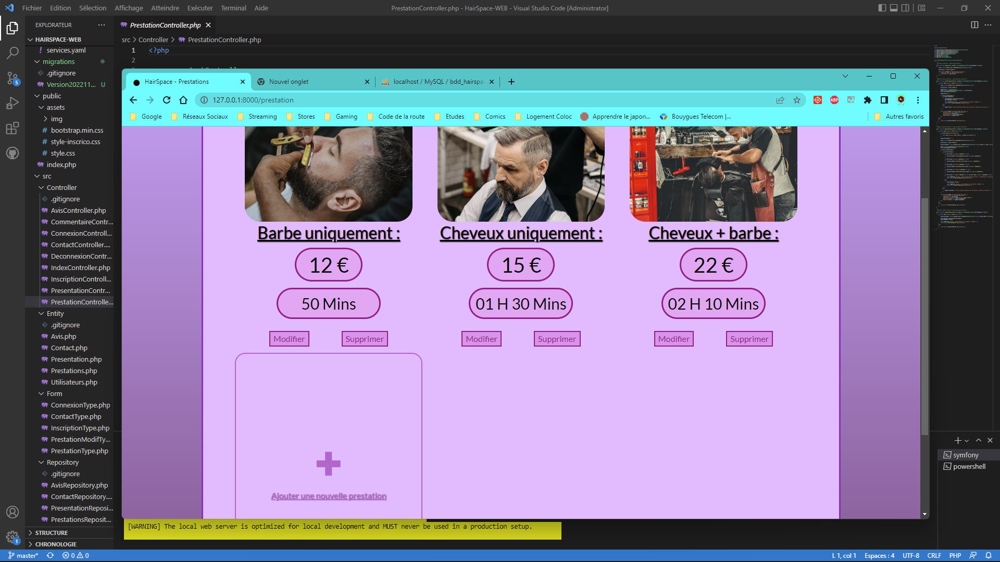 Fichier Edition Sélection Affichage Atteindre Exécuter Terminal Aide
PrestationController.php - HairSpace-WEB - Visual Studio Code [Administrator]
EXPLORATEUR
HAIRSPACE-WEB
services.yaml
migrations
.gitignore
Version202211... U
public
assets
img
bootstrap.min.css
style-inscrico.css
style.css
index.php
src
Controller
.gitignore
AvisController.php
CommentaireContr...
ConnexionControll...
ContactController....
DeconnexionContr...
IndexController.php
InscriptionControll...
PresentationContr...
PrestationControlle...
Entity
.gitignore
Avis.php
Contact.php
Presentation.php
Prestations.php
Utilisateurs.php
Form
ConnexionType.php
ContactType.php
InscriptionType.php
PrestationModifTy...
PrestationType.php
Repository
.gitignore
AvisRepository.php
ContactRepository....
PresentationReposi...
PrestationsReposit...
STRUCTURE
CHRONOLOGIE
5
1
PrestationController.php
src > Controller > PrestationController.php
1 <?php
2
HairSpace - Prestations
Nouvel onglet
localhost / MySQL / bdd_hairspa
127.0.0.1:8000/prestation
ABP
Google
Réseaux Sociaux
Streaming
Stores
Gaming
Code de la route
Etudes
Comics
Logement Coloc
Apprendre le japon...
Bouygues Telecom |...
Autres favoris
Barbe uniquement :
12 €
50 Mins
Modifier Supprimer
Cheveux uniquement :
15 €
01 H 30 Mins
Modifier Supprimer
Cheveux + barbe :
22 €
02 H 10 Mins
Modifier Supprimer
Ajouter une nouvelle prestation
[WARNING] The local web server is optimized for local development and MUST never be used in a production setup.
symfony
powershell
master* 0 0
L 1, col 1 Espaces : 4 UTF-8 CRLF PHP